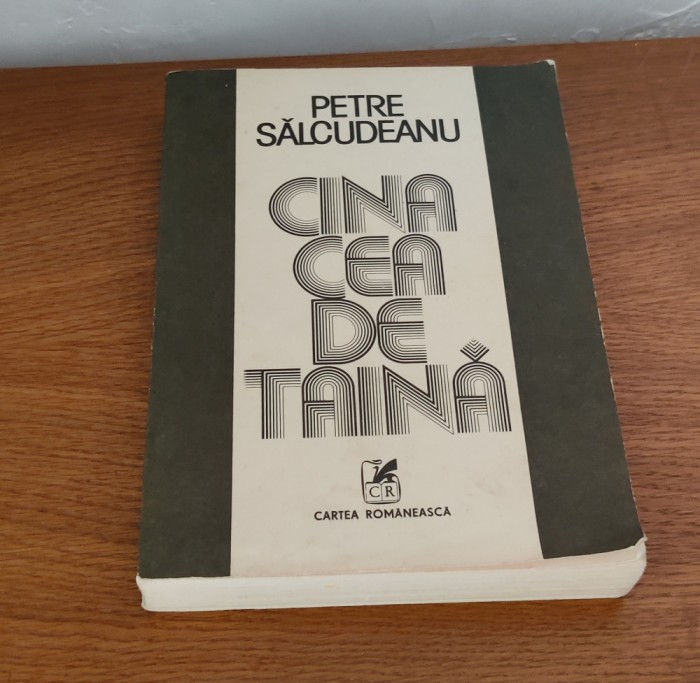 PETRE
SĂLCUDEANU
CINA
CEA
DE
TAINĂ
CR
CARTEA ROMÂNEASCĂ